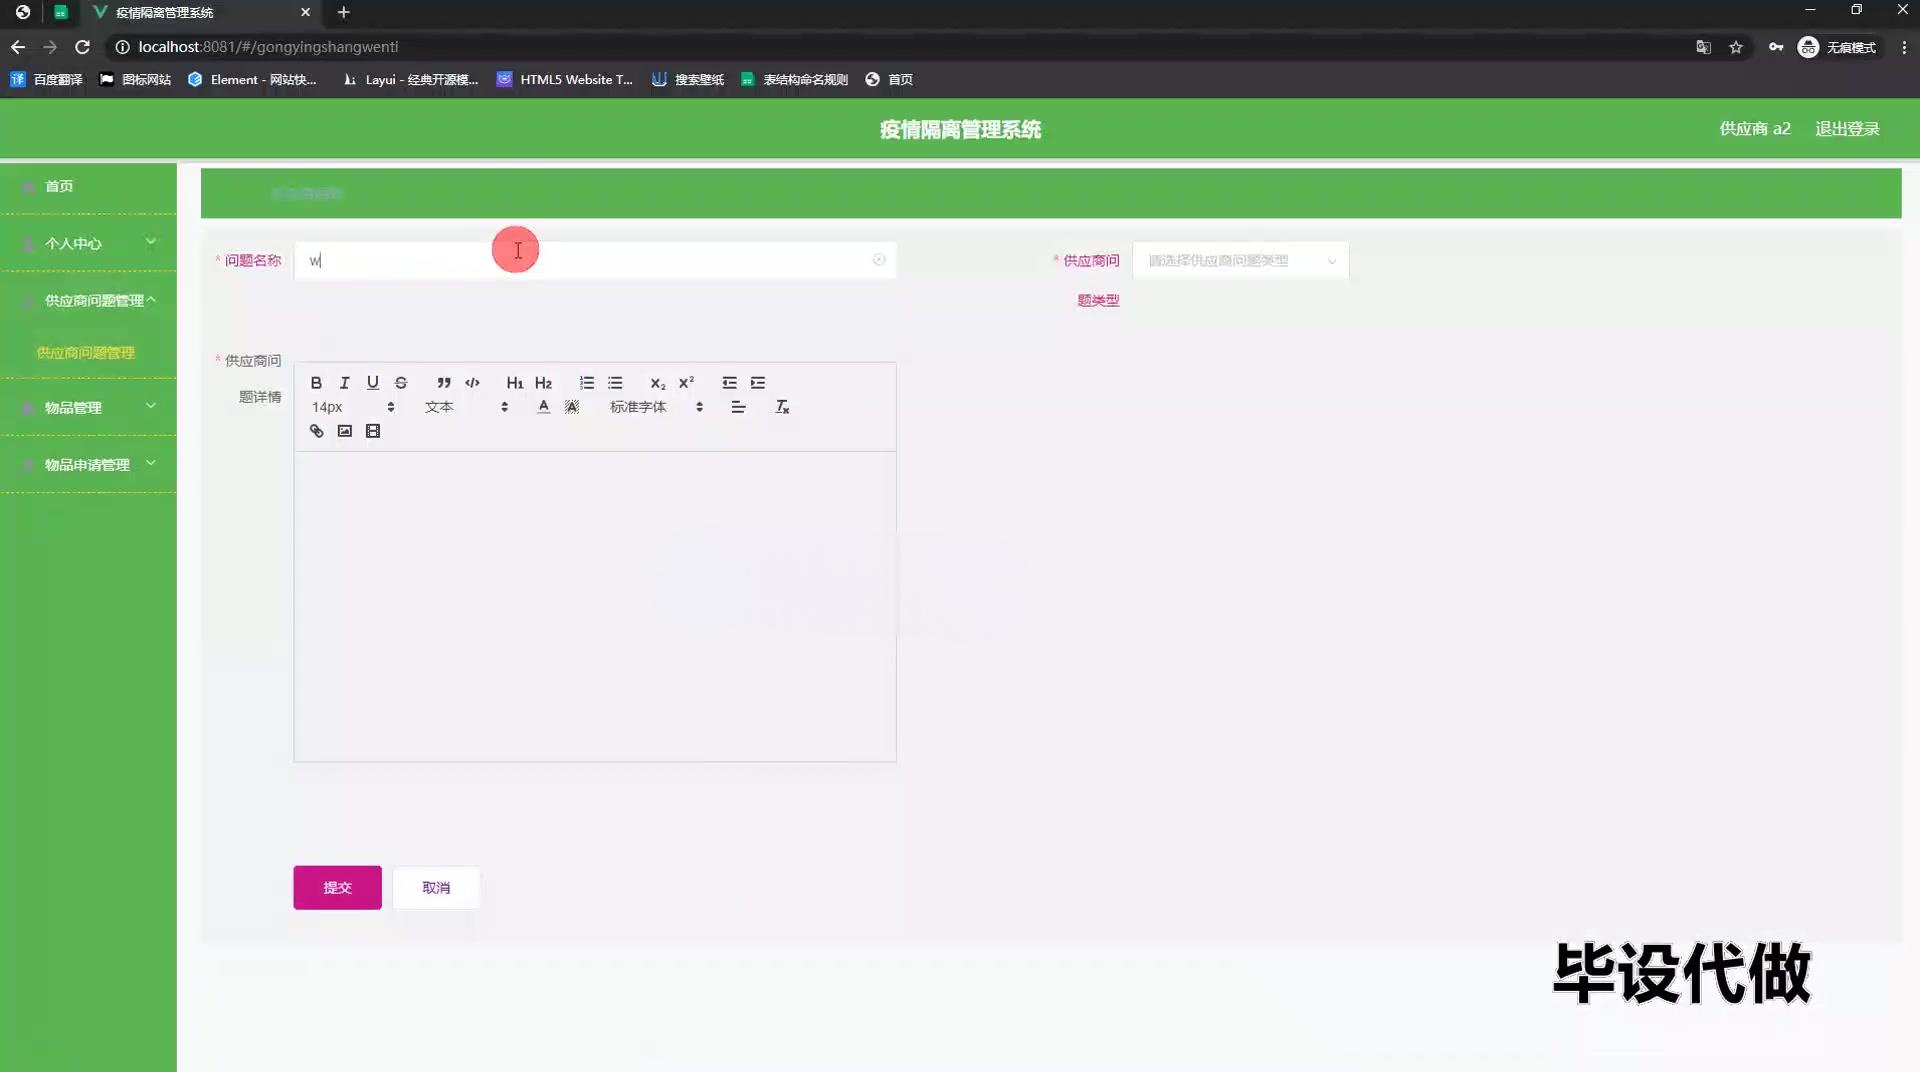 疫情隔离管理系统
localhost:8081/#/gongyingshangwenti
无痕模式
百度翻译
图标网站
Element - 网站快...
Layui - 经典开源模...
HTML5 Website T...
搜索壁纸
表结构命名规则
首页
疫情隔离管理系统
供应商 a2
退出登录
首页
个人中心
供应商问题管理
供应商问题管理
物品管理
物品申请管理
* 问题名称
w
* 供应商问
题类型
请选择供应商问题类型
* 供应商问
题详情
B I U S H1 H2 X2 X2
14px 文本 A A 标准字体 Tx
提交
取消
毕设代做